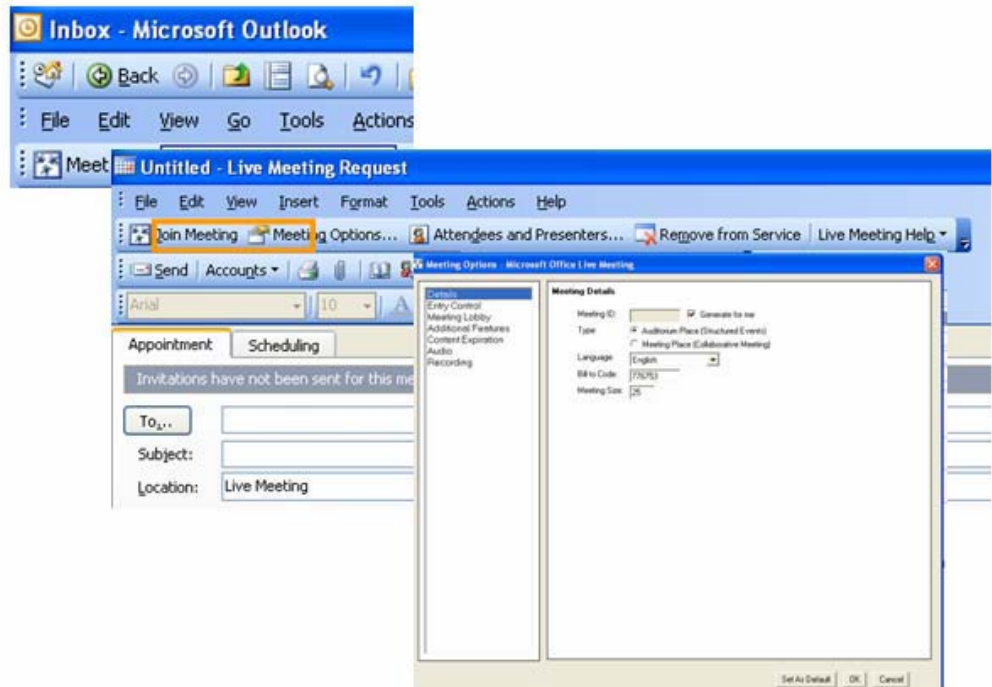 Inbox - Microsoft Outlook
Back
File Edit View Go Tools Actions
Meet
Untitled - Live Meeting Request
File Edit View Insert Format Tools Actions Help
Join Meeting Meeting Options... Attendees and Presenters... Remove from Service Live Meeting Help
Send Accounts
Arial 10 A
Appointment Scheduling
Invitations have not been sent for this me
To...
Subject:
Location: Live Meeting
Meeting Options - Microsoft Office Live Meeting
Details
Entry Control
Meeting Lobby
Additional Features
Content Expiration
Audio
Recording
Meeting Details
Meeting ID: Generate for me
Type: Auditorium Place (Structured Events)
Meeting Place (Collaborative Meeting)
Language: English
Bill to Code: 776753
Meeting Size: 25
Set As Default OK Cancel